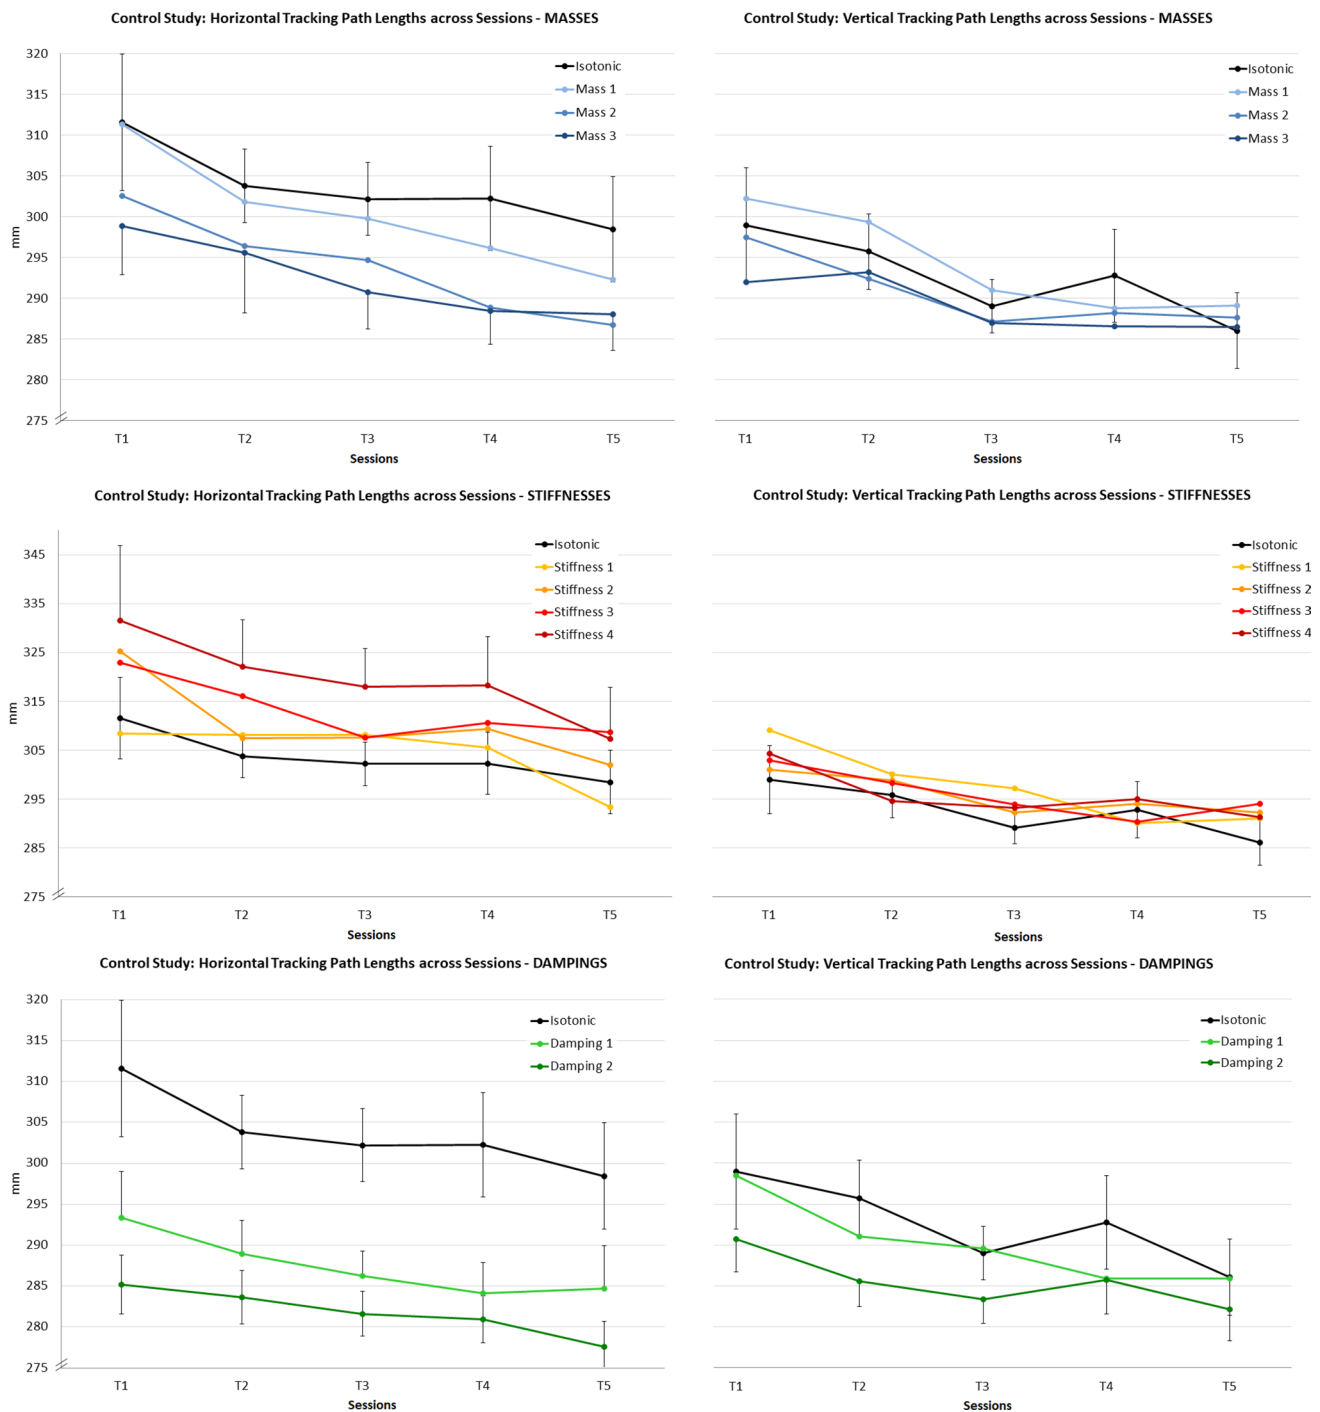 Control Study: Horizontal Tracking Path Lengths across Sessions - MASSES
320
315
310
305
300
295
290
285
280
275
mm
Isotonic
Mass 1
Mass 2
Mass 3
T1 T2 T3 T4 T5
Sessions
Control Study: Vertical Tracking Path Lengths across Sessions - MASSES
Isotonic
Mass 1
Mass 2
Mass 3
T1 T2 T3 T4 T5
Sessions
Control Study: Horizontal Tracking Path Lengths across Sessions - STIFFNESSES
345
335
325
315
305
295
285
275
mm
Isotonic
Stiffness 1
Stiffness 2
Stiffness 3
Stiffness 4
T1 T2 T3 T4 T5
Sessions
Control Study: Vertical Tracking Path Lengths across Sessions - STIFFNESSES
Isotonic
Stiffness 1
Stiffness 2
Stiffness 3
Stiffness 4
T1 T2 T3 T4 T5
Sessions
Control Study: Horizontal Tracking Path Lengths across Sessions - DAMPINGS
320
315
310
305
300
295
290
285
280
275
mm
Isotonic
Damping 1
Damping 2
T1 T2 T3 T4 T5
Sessions
Control Study: Vertical Tracking Path Lengths across Sessions - DAMPINGS
Isotonic
Damping 1
Damping 2
T1 T2 T3 T4 T5
Sessions